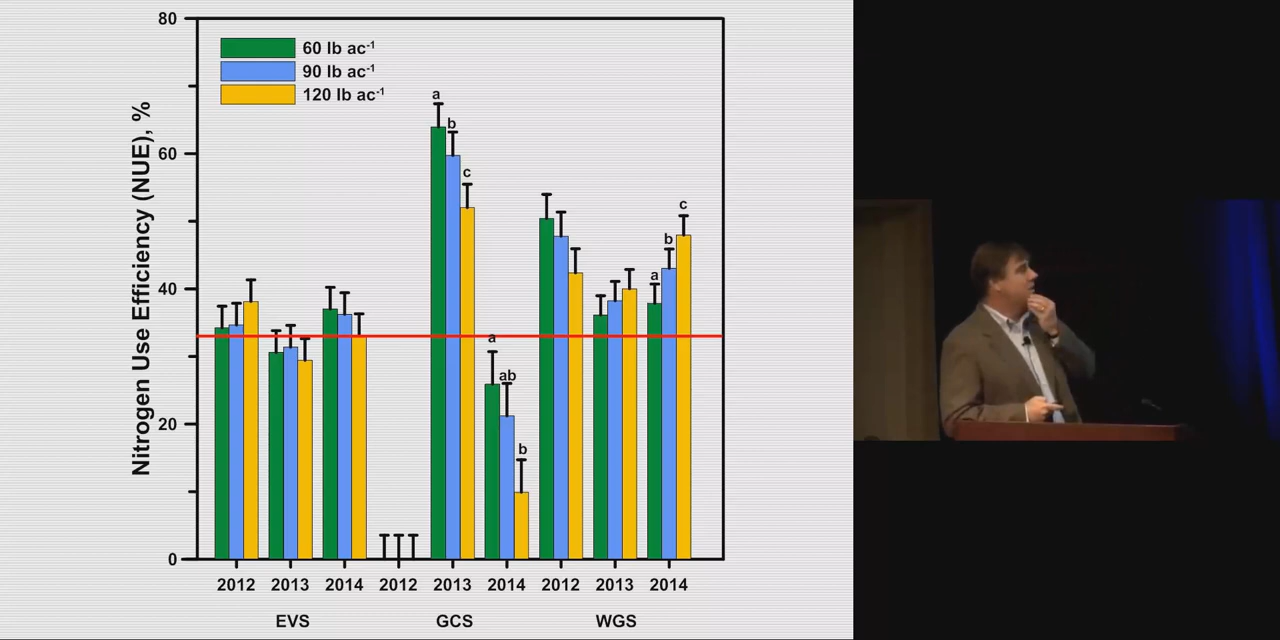 80
60 lb ac-1
90 lb ac-1
120 lb ac-1
a
b
60
c
c
b
a
40
a
ab
20
b
0
Nitrogen Use Efficiency (NUE), %
2012 2013 2014 2012 2013 2014 2012 2013 2014
EVS GCS WGS